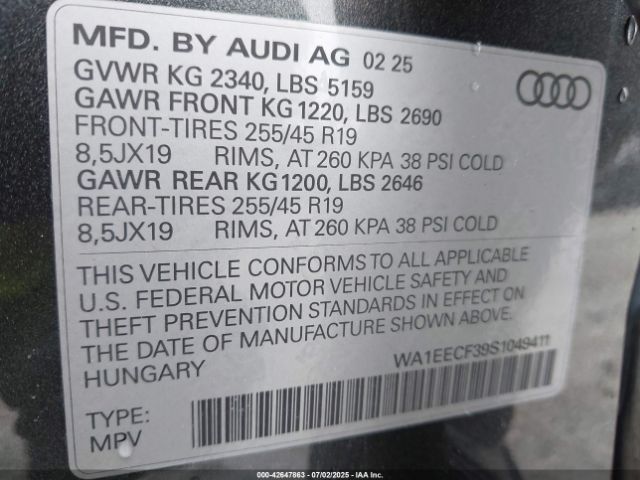 MFD. BY AUDI AG 02 25
GVWR KG 2340, LBS 5159
GAWR FRONT KG 1220, LBS 2690
FRONT-TIRES 255/45 R19
8,5JX19 RIMS, AT 260 KPA 38 PSI COLD
GAWR REAR KG 1200, LBS 2646
REAR-TIRES 255/45 R19
8,5JX19 RIMS, AT 260 KPA 38 PSI COLD
THIS VEHICLE CONFORMS TO ALL APPLICABLE
U.S. FEDERAL MOTOR VEHICLE SAFETY AND
THEFT PREVENTION STANDARDS IN EFFECT ON
THE DATE OF MANUFACTURE SHOWN ABOVE.
HUNGARY
WA1EECF39S1049411
TYPE:
MPV
000-42647863 - 07/02/2025 - IAAI.com